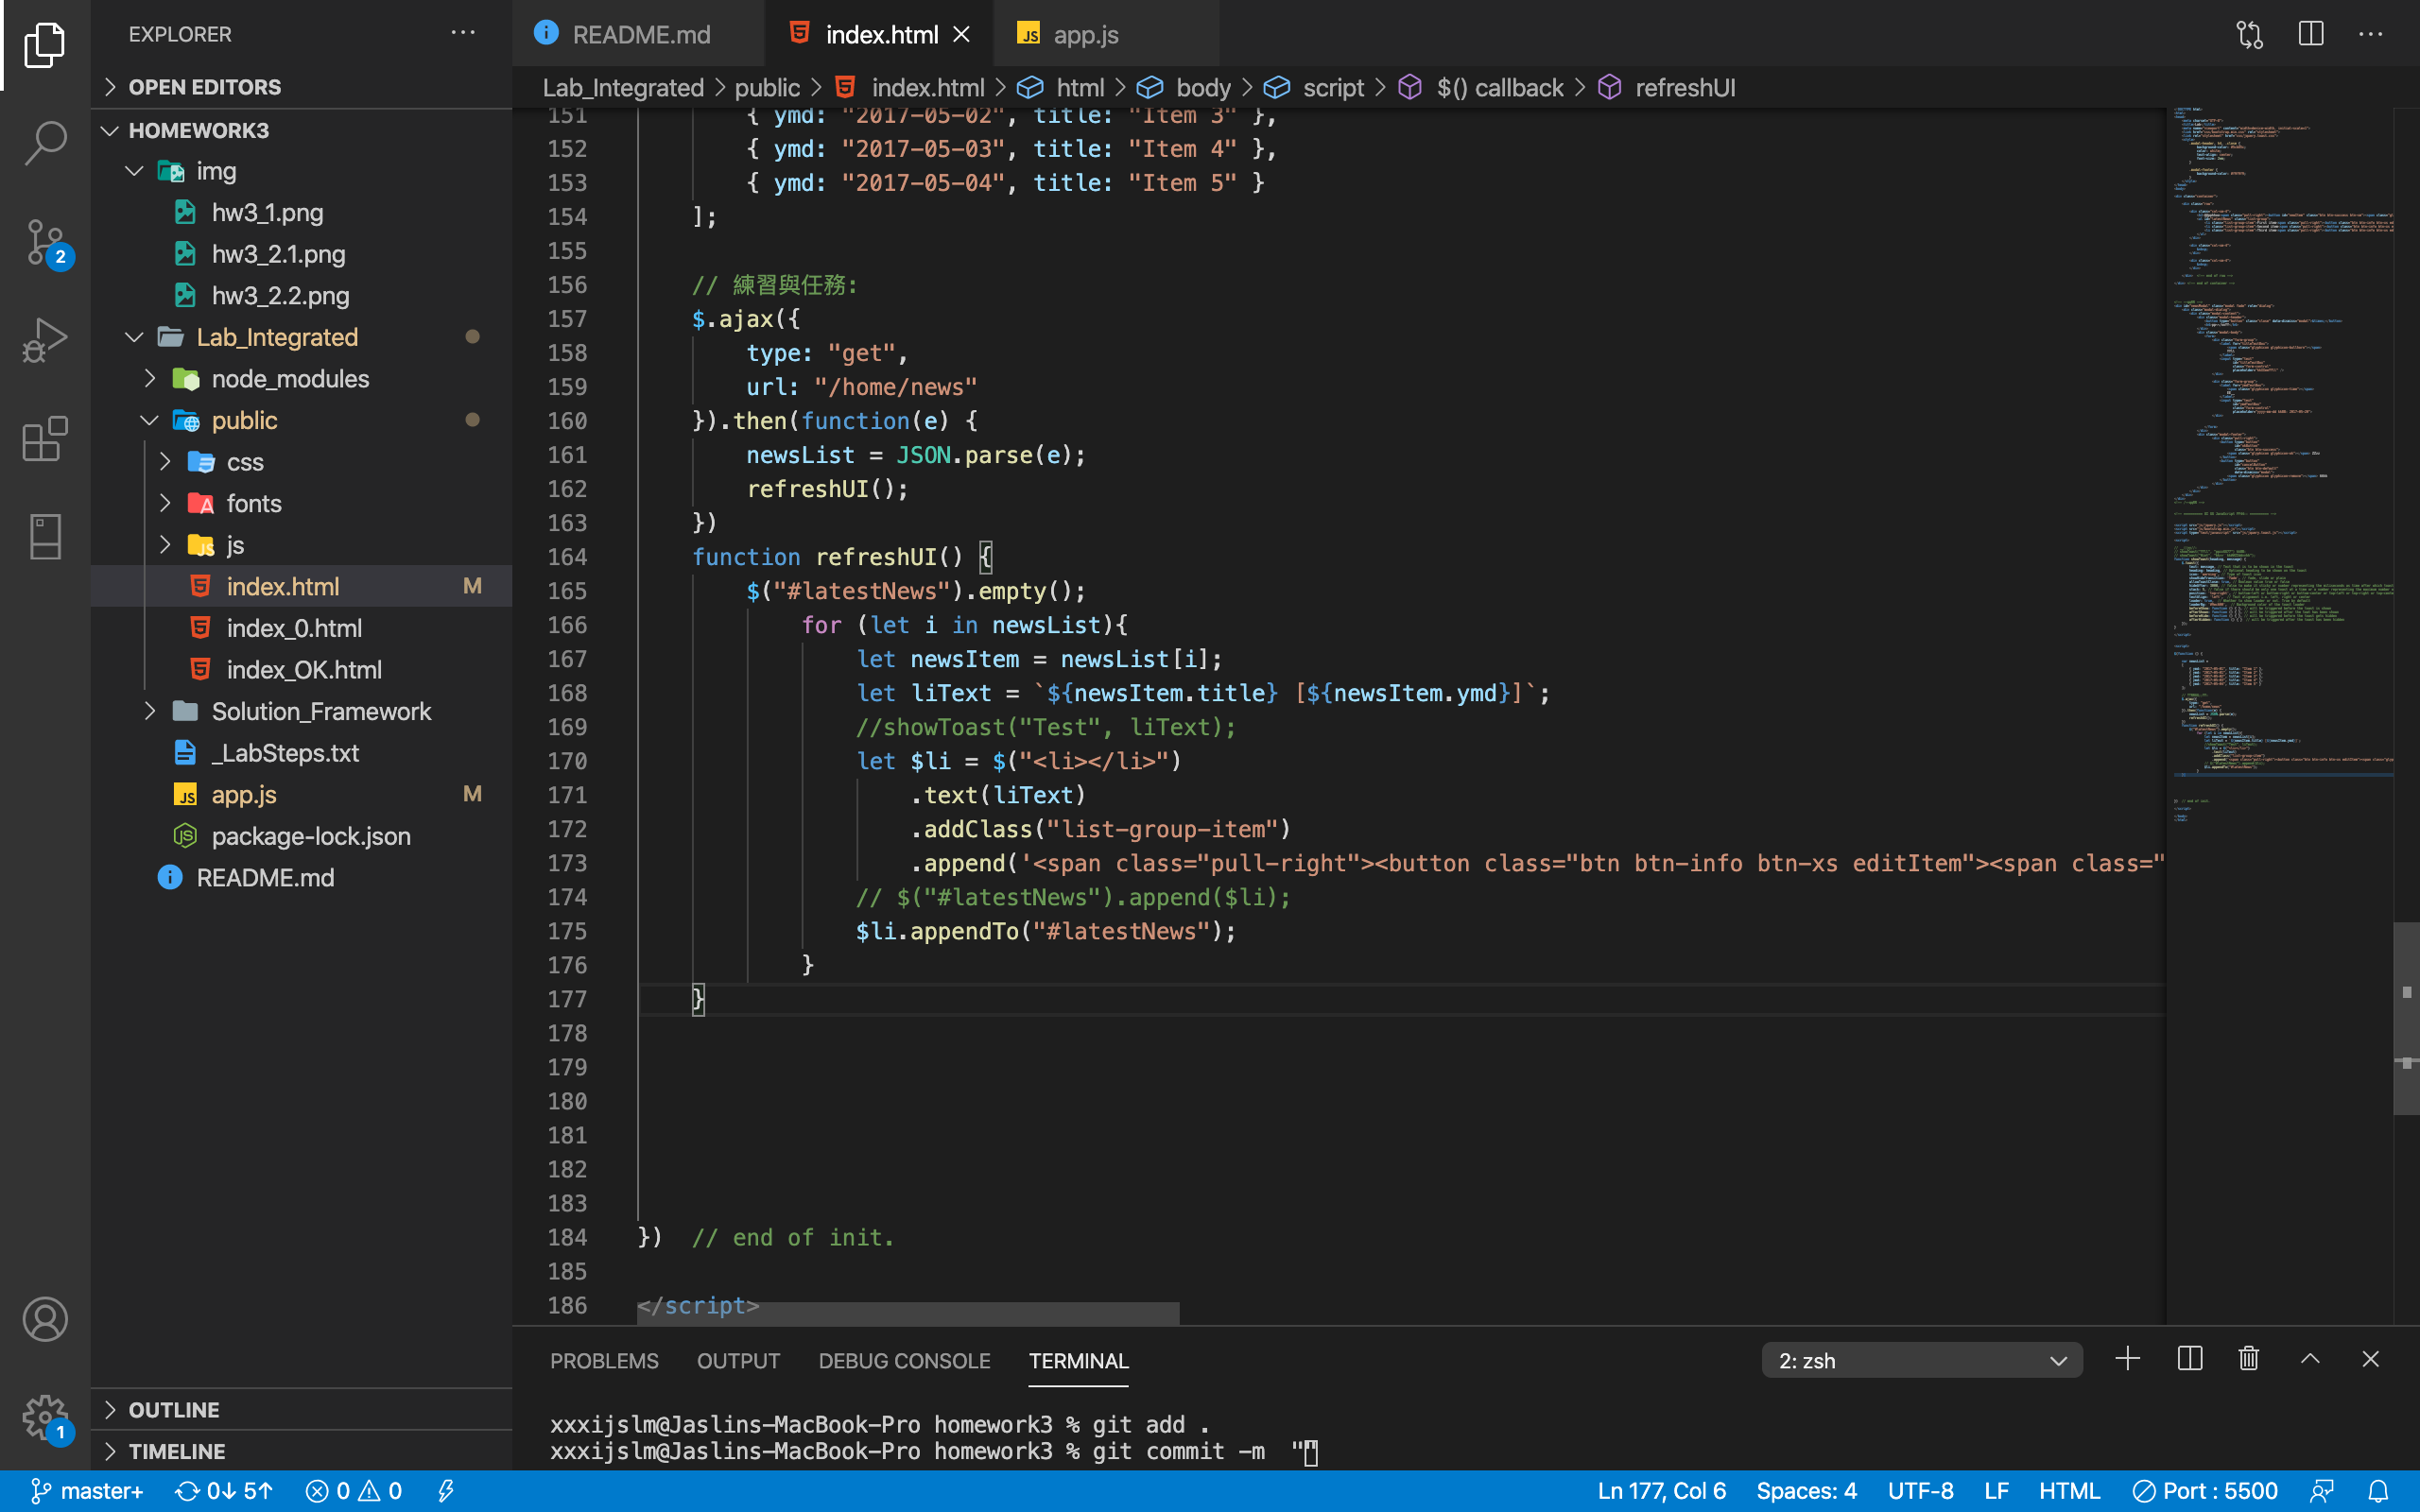 EXPLORER
OPEN EDITORS
HOMEWORK3
img
hw3_1.png
hw3_2.1.png
hw3_2.2.png
Lab_Integrated
node_modules
public
css
fonts
js
index.html M
index_0.html
index_OK.html
Solution_Framework
_LabSteps.txt
app.js M
package-lock.json
README.md
OUTLINE
TIMELINE
2
1
README.md
index.html
app.js
Lab_Integrated > public > index.html > html > body > script > $() callback > refreshUI
151 { ymd: "2017-05-02", title: "Item 3" },
152 { ymd: "2017-05-03", title: "Item 4" },
153 { ymd: "2017-05-04", title: "Item 5" }
154 ];
155
156 // 練習與任務:
157 $.ajax({
158 type: "get",
159 url: "/home/news"
160 }).then(function(e) {
161 newsList = JSON.parse(e);
162 refreshUI();
163 })
164 function refreshUI() {
165 $("#latestNews").empty();
166 for (let i in newsList){
167 let newsItem = newsList[i];
168 let liText = `${newsItem.title} [${newsItem.ymd}]`;
169 //showToast("Test", liText);
170 let $li = $("<li></li>")
171 .text(liText)
172 .addClass("list-group-item")
173 .append('<span class="pull-right"><button class="btn btn-info btn-xs editItem"><span class="
174 // $("#latestNews").append($li);
175 $li.appendTo("#latestNews");
176 }
177 }
178
179
180
181
182
183
184 }) // end of init.
185
186 </script>
PROBLEMS OUTPUT DEBUG CONSOLE TERMINAL 2: zsh
xxxijslm@Jaslins-MacBook-Pro homework3 % git add .
xxxijslm@Jaslins-MacBook-Pro homework3 % git commit -m "
master+ 0↓ 5↑ 0 0 Ln 177, Col 6 Spaces: 4 UTF-8 LF HTML Port : 5500